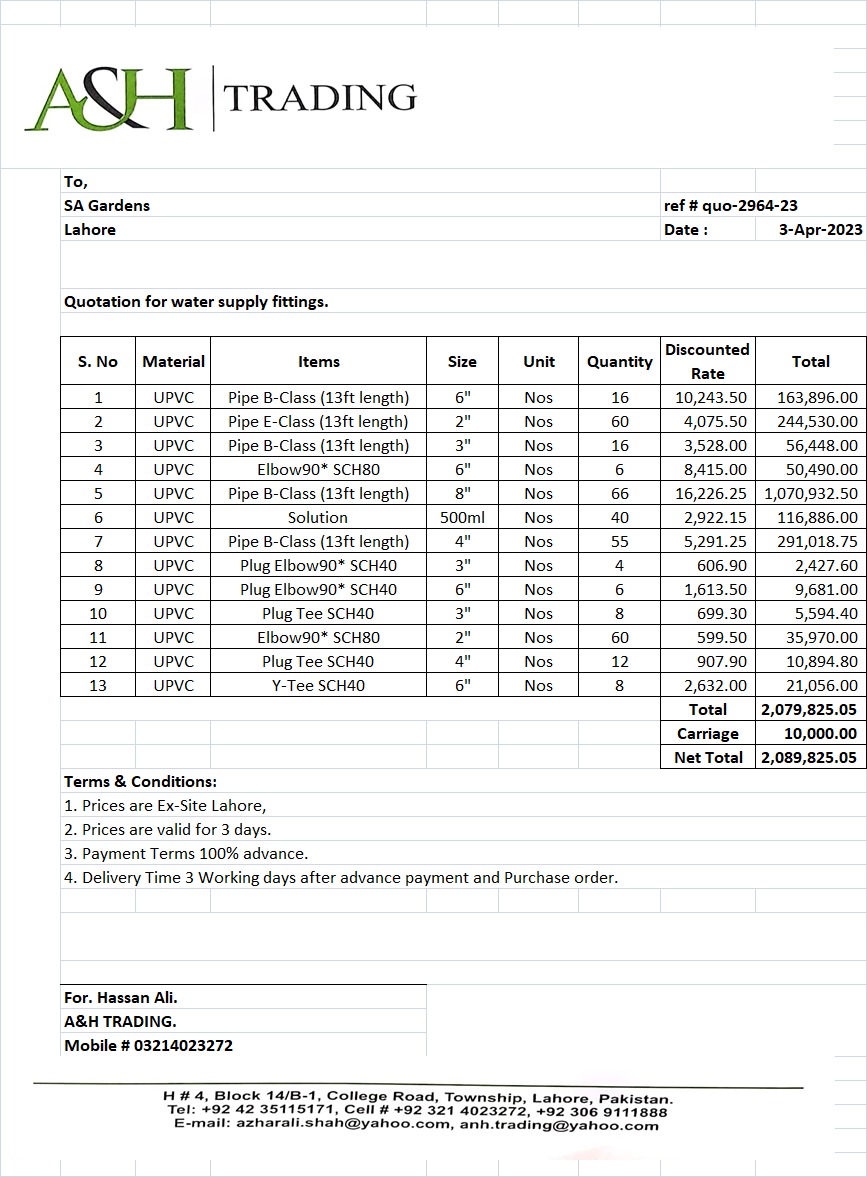 A&H TRADING
To,
SA Gardens ref # quo-2964-23
Lahore Date : 3-Apr-2023
Quotation for water supply fittings.
S. No Material Items Size Unit Quantity Discounted Rate Total
1 UPVC Pipe B-Class (13ft length) 6" Nos 16 10,243.50 163,896.00
2 UPVC Pipe E-Class (13ft length) 2" Nos 60 4,075.50 244,530.00
3 UPVC Pipe B-Class (13ft length) 3" Nos 16 3,528.00 56,448.00
4 UPVC Elbow90* SCH80 6" Nos 6 8,415.00 50,490.00
5 UPVC Pipe B-Class (13ft length) 8" Nos 66 16,226.25 1,070,932.50
6 UPVC Solution 500ml Nos 40 2,922.15 116,886.00
7 UPVC Pipe B-Class (13ft length) 4" Nos 55 5,291.25 291,018.75
8 UPVC Plug Elbow90* SCH40 3" Nos 4 606.90 2,427.60
9 UPVC Plug Elbow90* SCH40 6" Nos 6 1,613.50 9,681.00
10 UPVC Plug Tee SCH40 3" Nos 8 699.30 5,594.40
11 UPVC Elbow90* SCH80 2" Nos 60 599.50 35,970.00
12 UPVC Plug Tee SCH40 4" Nos 12 907.90 10,894.80
13 UPVC Y-Tee SCH40 6" Nos 8 2,632.00 21,056.00
Total 2,079,825.05
Carriage 10,000.00
Net Total 2,089,825.05
Terms & Conditions:
1. Prices are Ex-Site Lahore,
2. Prices are valid for 3 days.
3. Payment Terms 100% advance.
4. Delivery Time 3 Working days after advance payment and Purchase order.
For. Hassan Ali.
A&H TRADING.
Mobile # 03214023272
H # 4, Block 14/B-1, College Road, Township, Lahore, Pakistan.
Tel: +92 42 35115171, Cell # +92 321 4023272, +92 306 9111888
E-mail: azharali.shah@yahoo.com, anh.trading@yahoo.com